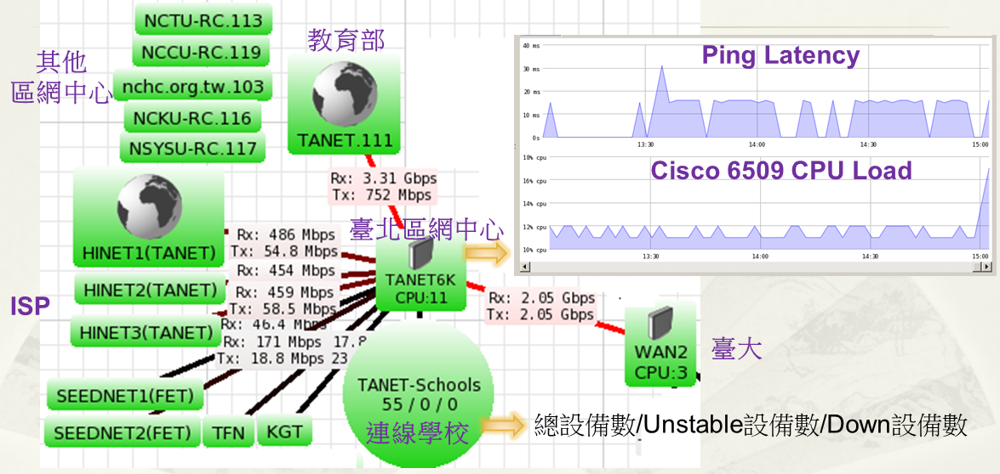 NCTU-RC.113
NCCU-RC.119
nchc.org.tw.103
NCKU-RC.116
NSYSU-RC.117
其他
區網中心
教育部
TANET.111
Rx: 3.31 Gbps
Tx: 752 Mbps
HINET1(TANET)
HINET2(TANET)
HINET3(TANET)
ISP
Rx: 486 Mbps
Tx: 54.8 Mbps
Rx: 454 Mbps
Rx: 459 Mbps
Tx: 58.5 Mbps
Rx: 46.4 Mbps
Rx: 171 Mbps 17.8
Tx: 18.8 Mbps 23
臺北區網中心
TANET6K
CPU:11
Rx: 2.05 Gbps
Tx: 2.05 Gbps
WAN2
CPU:3
臺大
SEEDNET1(FET)
SEEDNET2(FET)
TFN
KGT
TANET-Schools
55 / 0 / 0
連線學校
總設備數/Unstable設備數/Down設備數
Ping Latency
40 ms
30 ms
20 ms
10 ms
0s
13:30
14:00
14:30
15:00
Cisco 6509 CPU Load
18% cpu
16% cpu
14% cpu
12% cpu
10% cpu
13:30
14:00
14:30
15:00